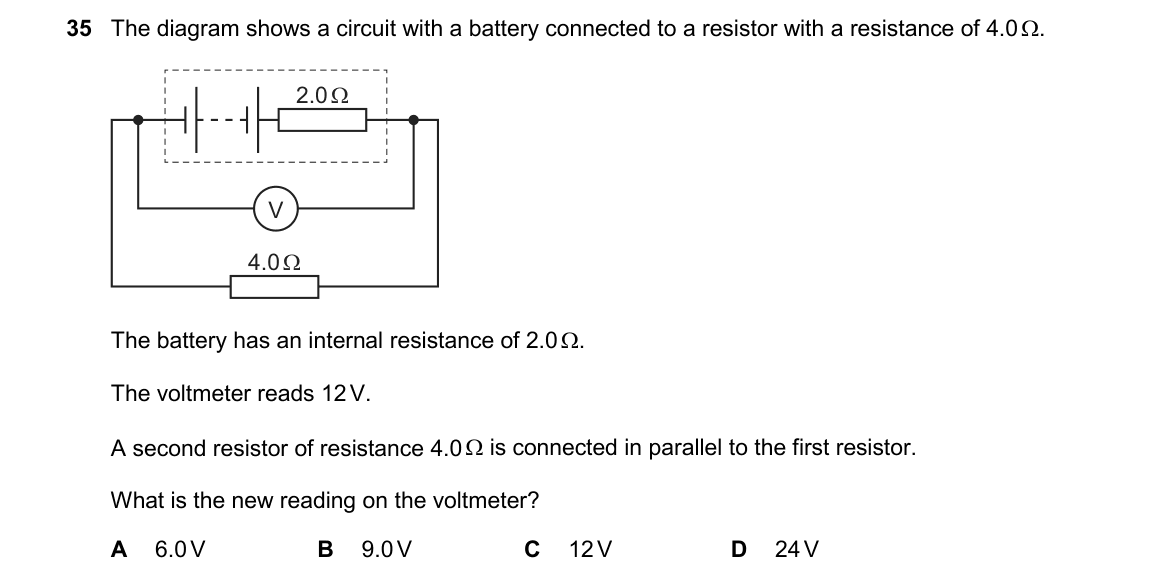 35 The diagram shows a circuit with a battery connected to a resistor with a resistance of 4.0Ω.
2.0Ω
V
4.0Ω
The battery has an internal resistance of 2.0Ω.
The voltmeter reads 12V.
A second resistor of resistance 4.0Ω is connected in parallel to the first resistor.
What is the new reading on the voltmeter?
A 6.0V B 9.0V C 12V D 24V